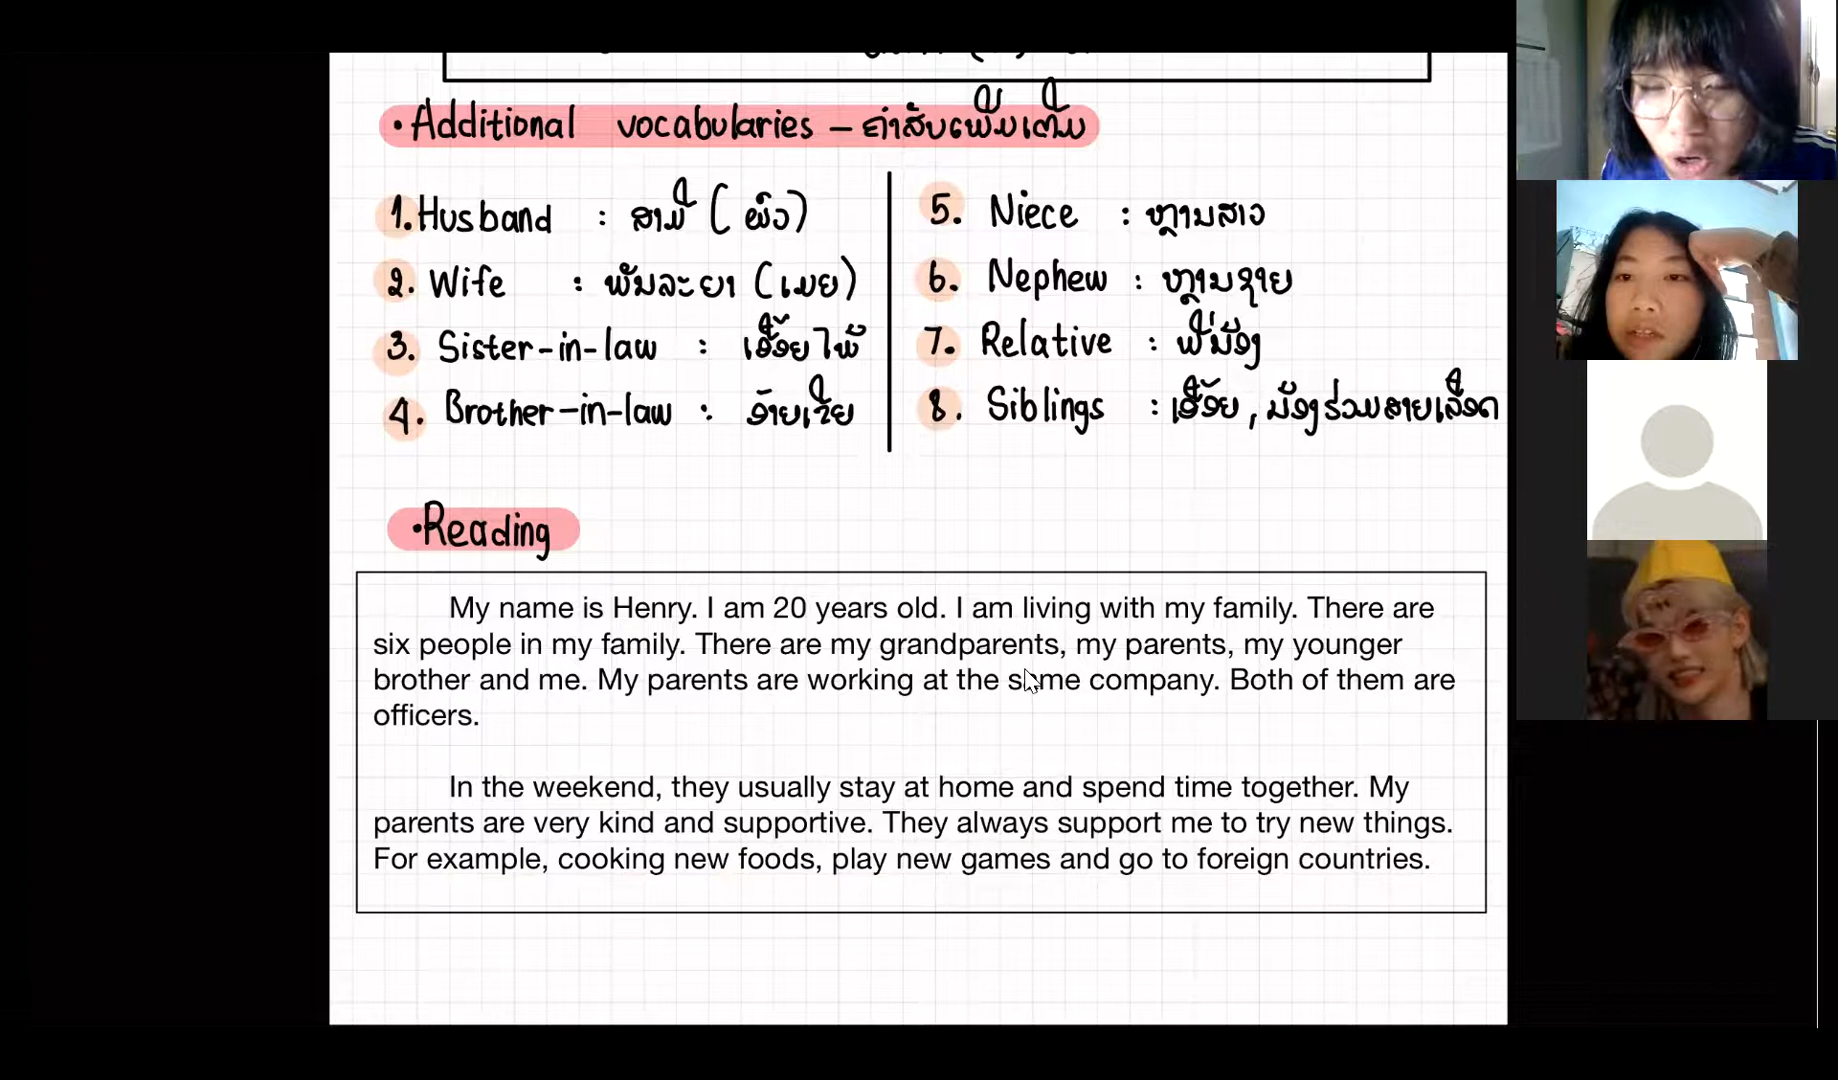 • Additional vocabularies – ຄຳສັບເພີ່ມເຕີມ
1. Husband : ສາມີ (ຜົວ)
2. Wife : ພັນລະຍາ (ເມຍ)
3. Sister-in-law : ເອື້ອຍໄພ້
4. Brother-in-law : ອ້າຍເຂີຍ
5. Niece : ຫຼານສາວ
6. Nephew : ຫຼານຊາຍ
7. Relative : ພີ່ນ້ອງ
8. Siblings : ເອື້ອຍ, ນ້ອງຮ່ວມສາຍເລືອດ
• Reading
My name is Henry. I am 20 years old. I am living with my family. There are
six people in my family. There are my grandparents, my parents, my younger
brother and me. My parents are working at the same company. Both of them are
officers.
In the weekend, they usually stay at home and spend time together. My
parents are very kind and supportive. They always support me to try new things.
For example, cooking new foods, play new games and go to foreign countries.